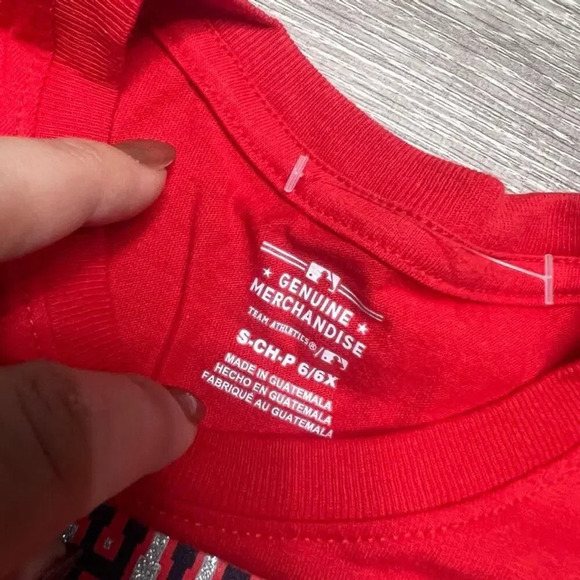 GENUINE
MERCHANDISE
TEAM ATHLETICS®/
S-CH-P 6/6X
MADE IN GUATEMALA
HECHO EN GUATEMALA
FABRIQUÉ AU GUATEMALA